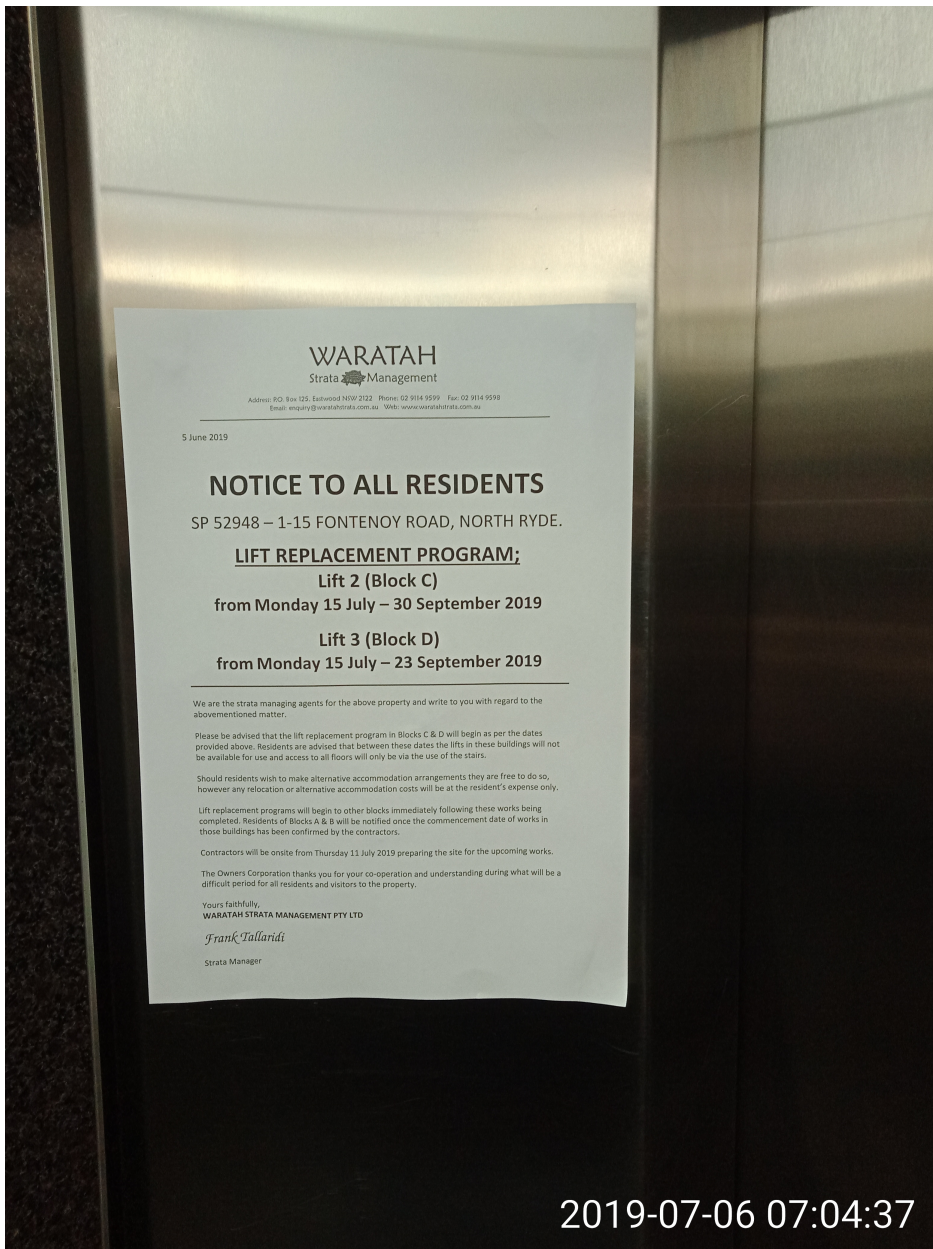 WARATAH
Strata Management
Address: P.O. Box 125, Eastwood NSW 2122 Phone: 02 9114 9599 Fax: 02 9114 9598
Email: enquiry@waratahstrata.com.au Web: www.waratahstrata.com.au
5 June 2019
NOTICE TO ALL RESIDENTS
SP 52948 – 1-15 FONTENOY ROAD, NORTH RYDE.
LIFT REPLACEMENT PROGRAM;
Lift 2 (Block C)
from Monday 15 July – 30 September 2019
Lift 3 (Block D)
from Monday 15 July – 23 September 2019
We are the strata managing agents for the above property and write to you with regard to the
abovementioned matter.
Please be advised that the lift replacement program in Blocks C & D will begin as per the dates
provided above. Residents are advised that between these dates the lifts in these buildings will not
be available for use and access to all floors will only be via the use of the stairs.
Should residents wish to make alternative accommodation arrangements they are free to do so,
however any relocation or alternative accommodation costs will be at the resident's expense only.
Lift replacement programs will begin to other blocks immediately following these works being
completed. Residents of Blocks A & B will be notified once the commencement date of works in
those buildings has been confirmed by the contractors.
Contractors will be onsite from Thursday 11 July 2019 preparing the site for the upcoming works.
The Owners Corporation thanks you for your co-operation and understanding during what will be a
difficult period for all residents and visitors to the property.
Yours faithfully,
WARATAH STRATA MANAGEMENT PTY LTD
Frank Tallaridi
Strata Manager
2019-07-06 07:04:37